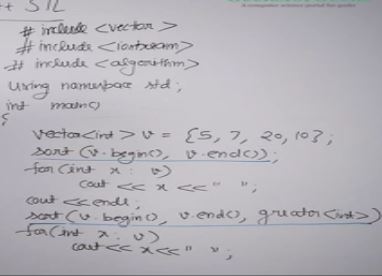 STL
A computer science portal for geeks
# include <vector>
# include <iostream>
# include <algorithm>
using namespace std;
int main()
{
vector<int> v = {5, 7, 20, 10};
sort (v.begin(), v.end());
for(int x : v)
cout << x << " ";
cout << endl;
sort (v.begin(), v.end(), greater<int>)
for(int x : v)
cout << x << " ";